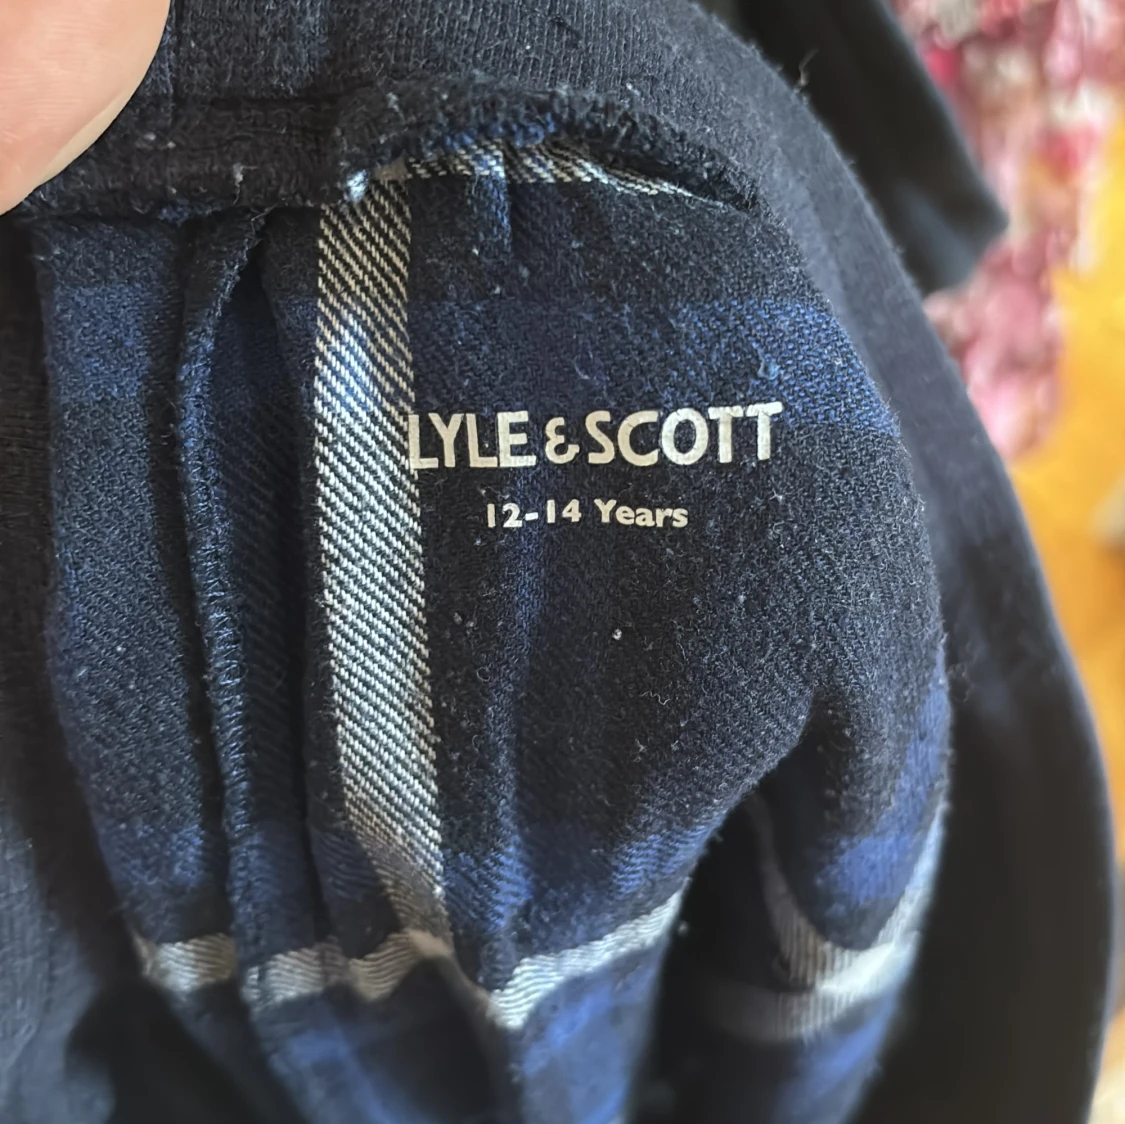 LYLE & SCOTT
12-14 Years